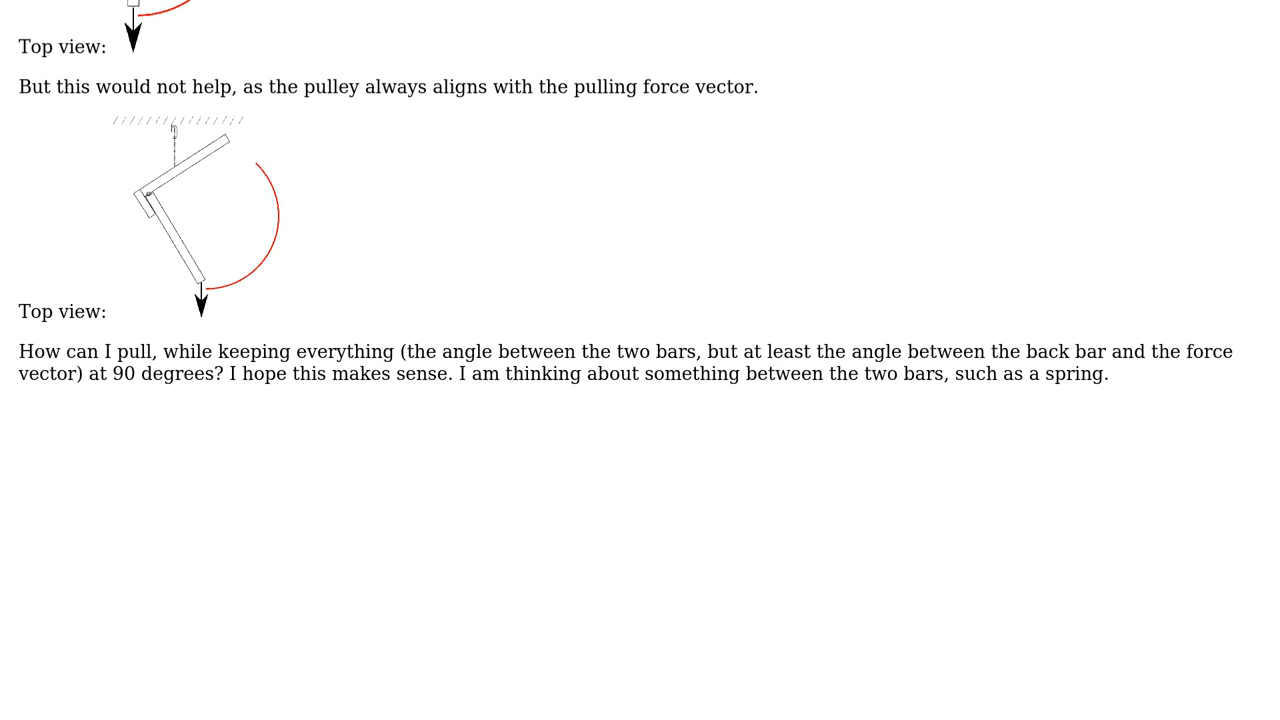 Top view:
But this would not help, as the pulley always aligns with the pulling force vector.
Top view:
How can I pull, while keeping everything (the angle between the two bars, but at least the angle between the back bar and the force
vector) at 90 degrees? I hope this makes sense. I am thinking about something between the two bars, such as a spring.